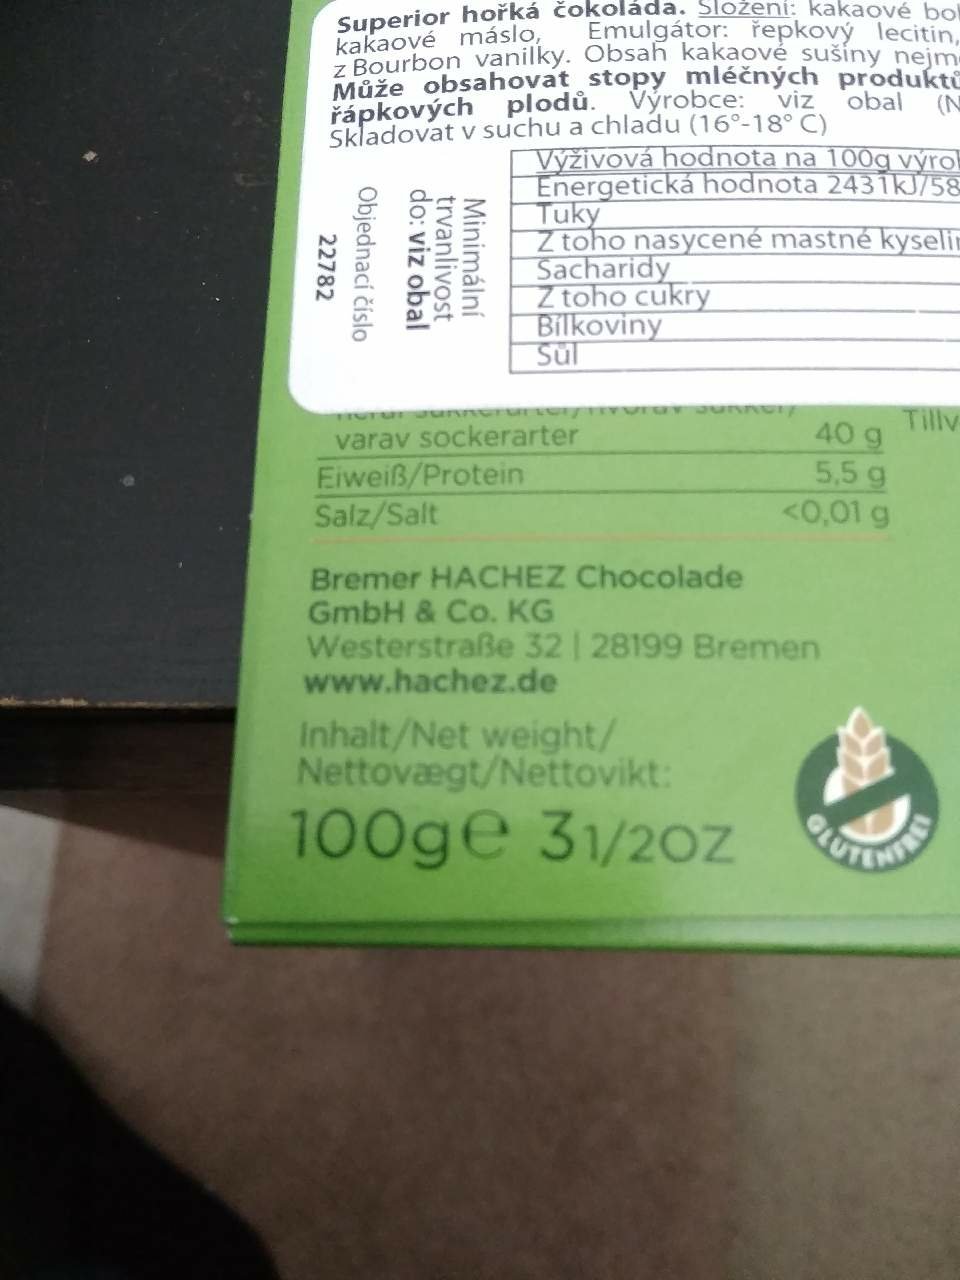 Superior hořká čokoláda. Složení: kakaové
kakaové máslo, Emulgátor: řepkový lecitin,
z Bourbon vanilky. Obsah kakaové sušiny
Může obsahovat stopy mléčných produktů
řápkových plodů. Výrobce: viz obal
Skladovat v suchu a chladu (16°-18° C)
Výživová hodnota na 100g
Energetická hodnota 2431kJ/58
Tuky
Z toho nasycené mastné
Sacharidy
Z toho cukry
Bílkoviny
Sůl
Minimální
trvanlivost
do: viz obal
Objednací číslo
22782
varav sockerarter 40 g
Eiweiß/Protein 5,5 g
Salz/Salt <0,01 g
Bremer HACHEZ Chocolade
GmbH & Co. KG
Westerstraße 32 | 28199 Bremen
www.hachez.de
Inhalt/Net weight/
Nettovægt/Nettovikt:
100g e 31/2OZ
GLUTENFREI